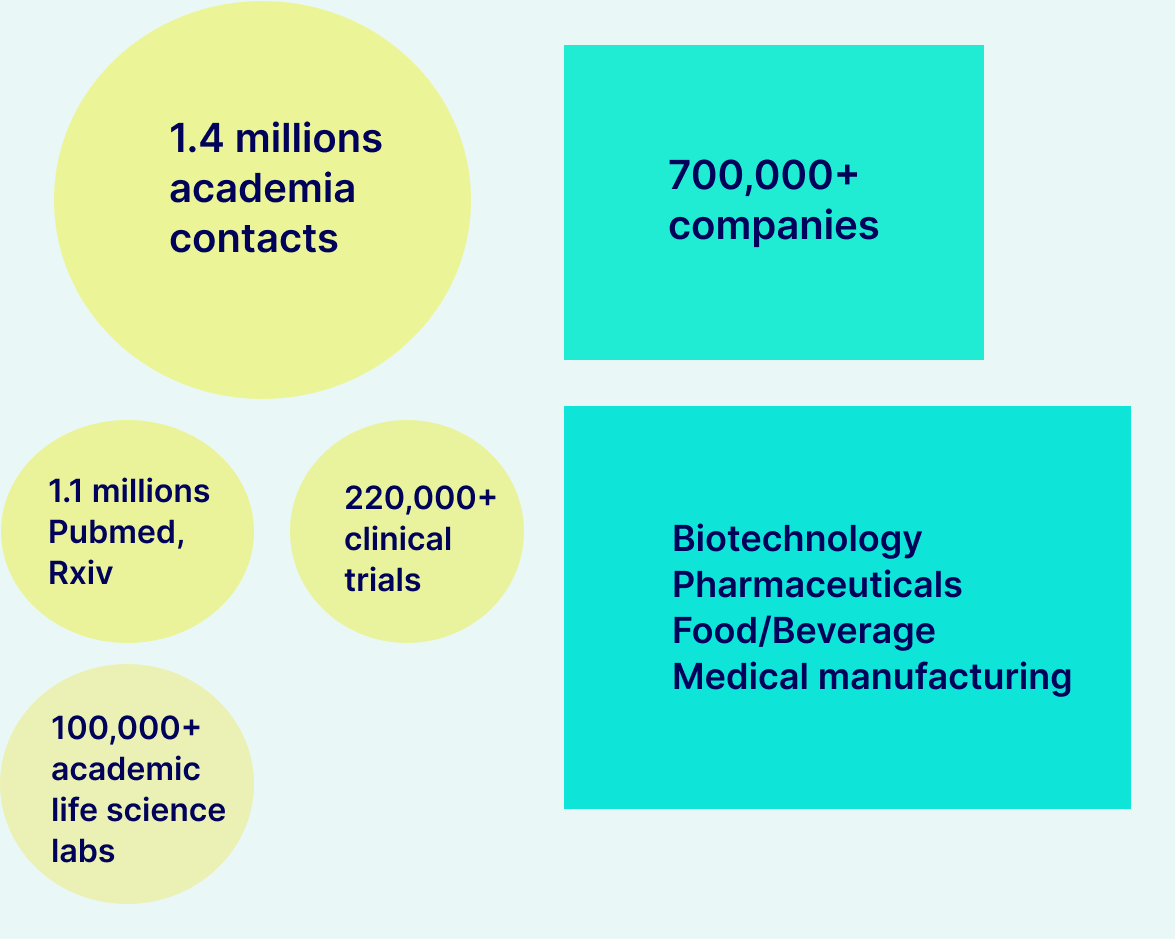 1.4 millions
academia
contacts
700,000+
companies
1.1 millions
Pubmed,
Rxiv
220,000+
clinical
trials
Biotechnology
Pharmaceuticals
Food/Beverage
Medical manufacturing
100,000+
academic
life science
labs